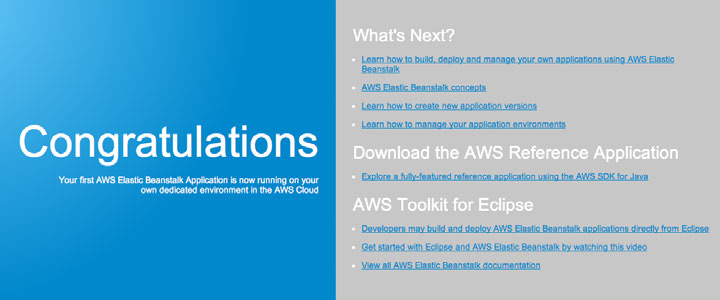 Congratulations
Your first AWS Elastic Beanstalk Application is now running on your
own dedicated environment in the AWS Cloud
What's Next?
Learn how to build, deploy and manage your own applications using AWS Elastic
Beanstalk
AWS Elastic Beanstalk concepts
Learn how to create new application versions
Learn how to manage your application environments
Download the AWS Reference Application
Explore a fully-featured reference application using the AWS SDK for Java
AWS Toolkit for Eclipse
Developers may build and deploy AWS Elastic Beanstalk applications directly from Eclipse
Get started with Eclipse and AWS Elastic Beanstalk by watching this video
View all AWS Elastic Beanstalk documentation